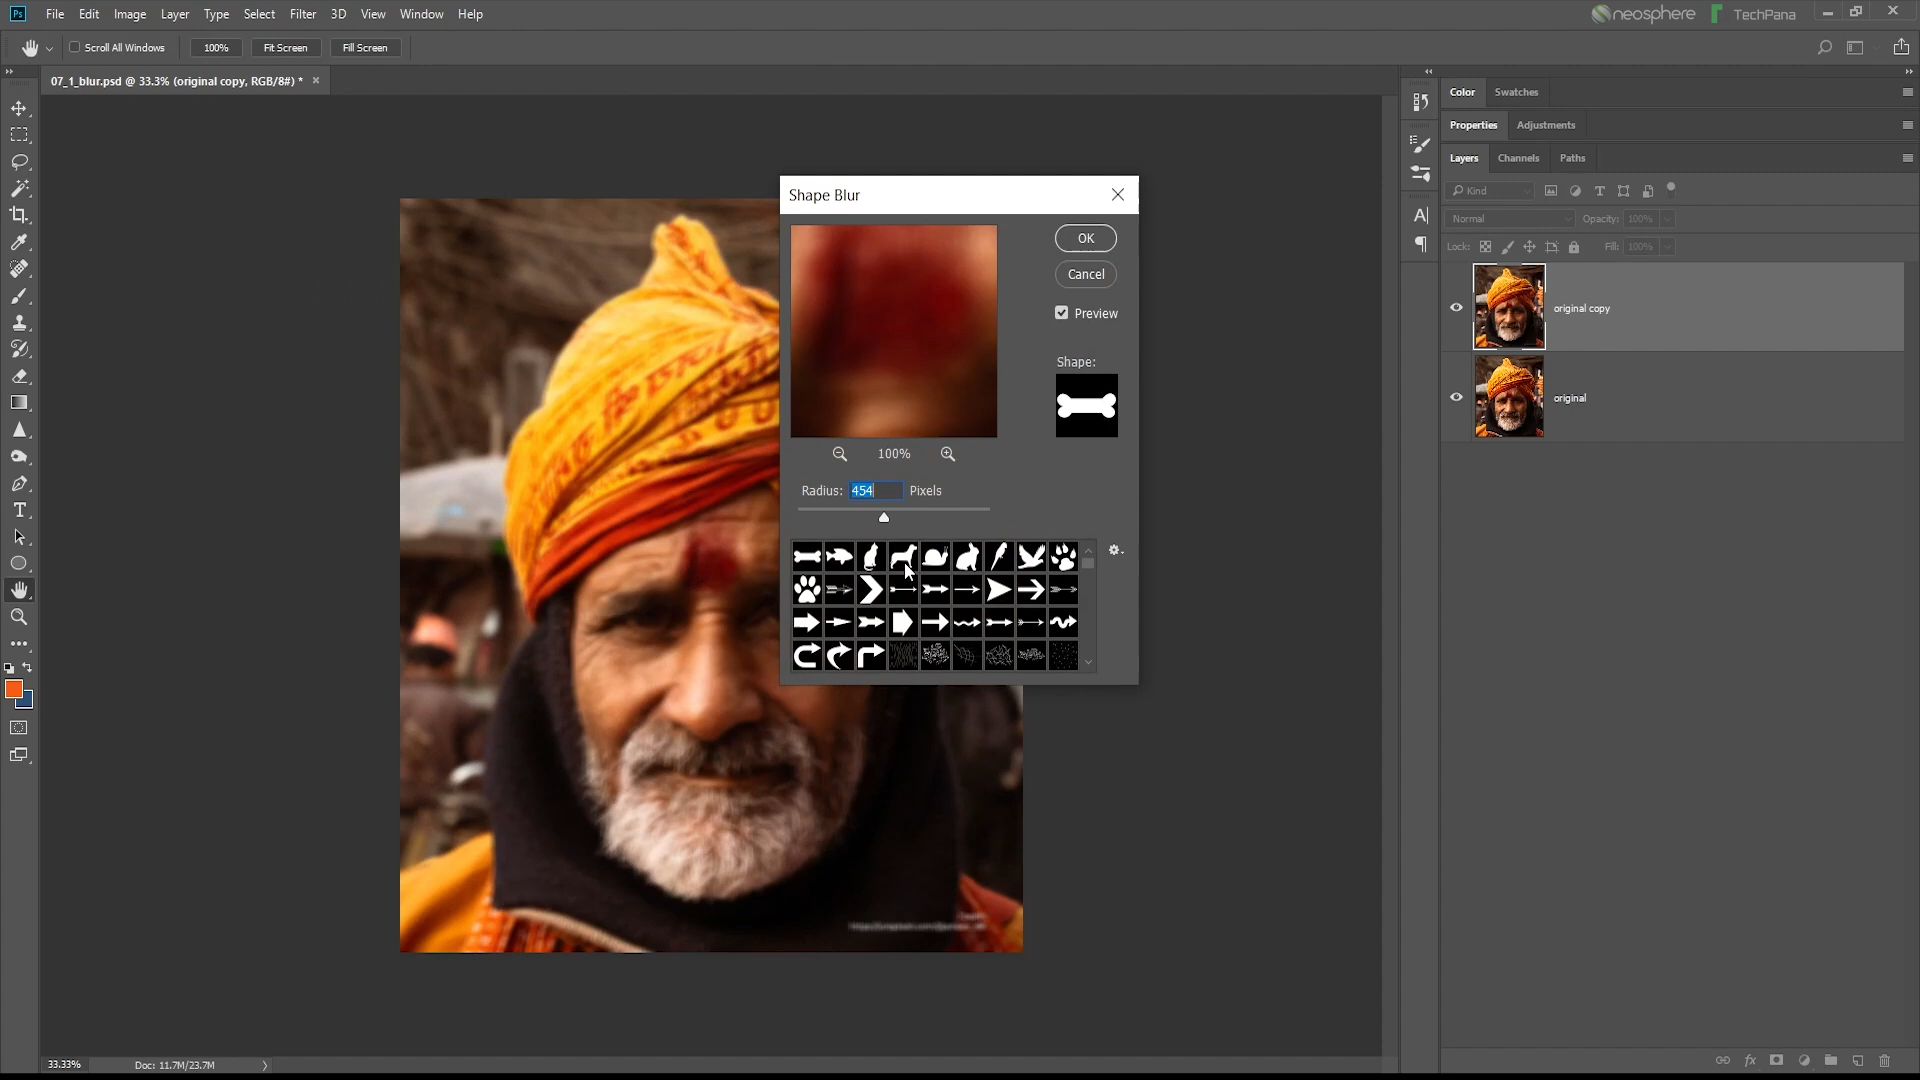 Ps File Edit Image Layer Type Select Filter 3D View Window Help
neosphere TechPana
Scroll All Windows 100% Fit Screen Fill Screen
07_1_blur.psd @ 33.3% (original copy, RGB/8#) * ×
Color Swatches
Properties Adjustments
Layers Channels Paths
Kind
Normal Opacity: 100%
Lock: Fill: 100%
original copy
original
Shape Blur
OK
Cancel
Preview
Shape:
100%
Radius: 454 Pixels
33.33% Doc: 11.7M/23.7M